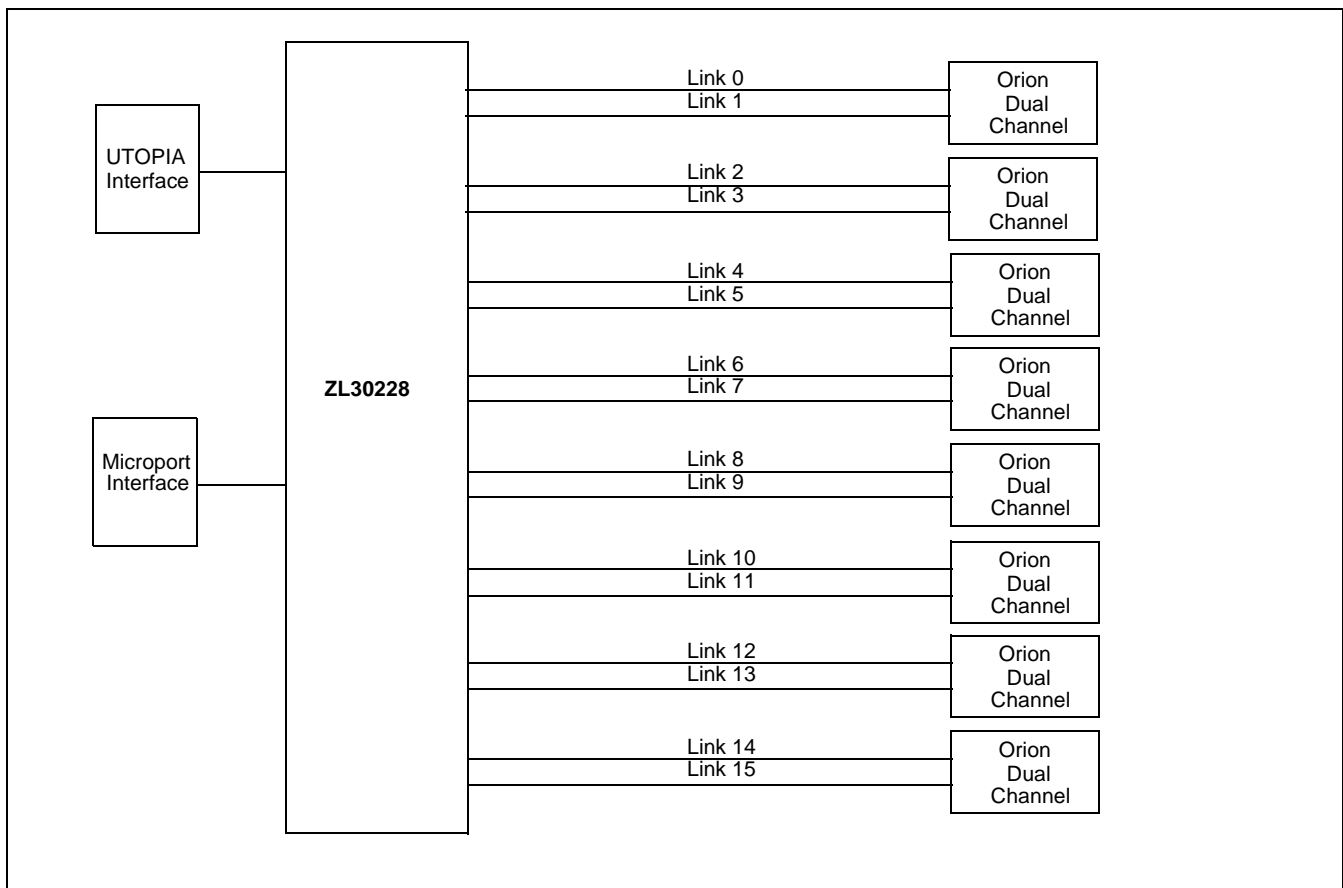 UTOPIA
Interface
Microport
Interface
ZL30228
Link 0
Link 1
Orion
Dual
Channel
Link 2
Link 3
Orion
Dual
Channel
Link 4
Link 5
Orion
Dual
Channel
Link 6
Link 7
Orion
Dual
Channel
Link 8
Link 9
Orion
Dual
Channel
Link 10
Link 11
Orion
Dual
Channel
Link 12
Link 13
Orion
Dual
Channel
Link 14
Link 15
Orion
Dual
Channel